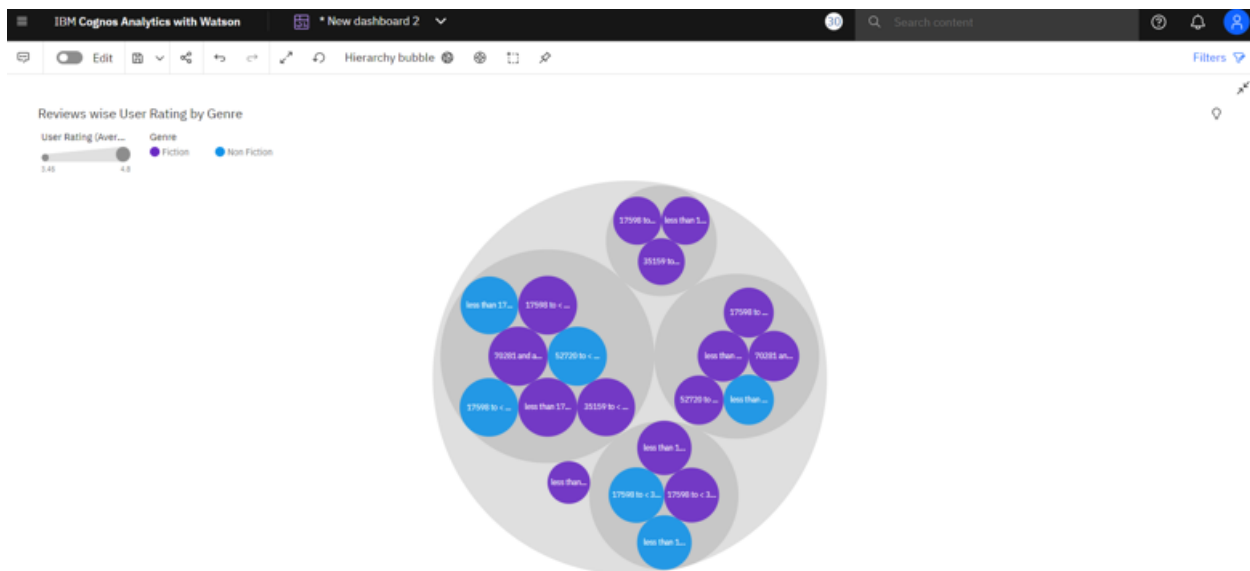 IBM Cognos Analytics with Watson
* New dashboard 2
30
Search content
Edit
Hierarchy bubble
Filters
Reviews wise User Rating by Genre
User Rating (Aver...
Genre
Fiction
Non Fiction
3.45
4.8
17598 to...
less than 1...
35159 to...
less than 17...
17598 to < ...
70281 and a...
52720 to < ...
17598 to < ...
less than 17...
35159 to < ...
17598 to ...
less than ...
70281 an...
52720 to ...
less than ...
less than...
less than 1...
17598 to < 3...
17598 to < 3...
less than 1...